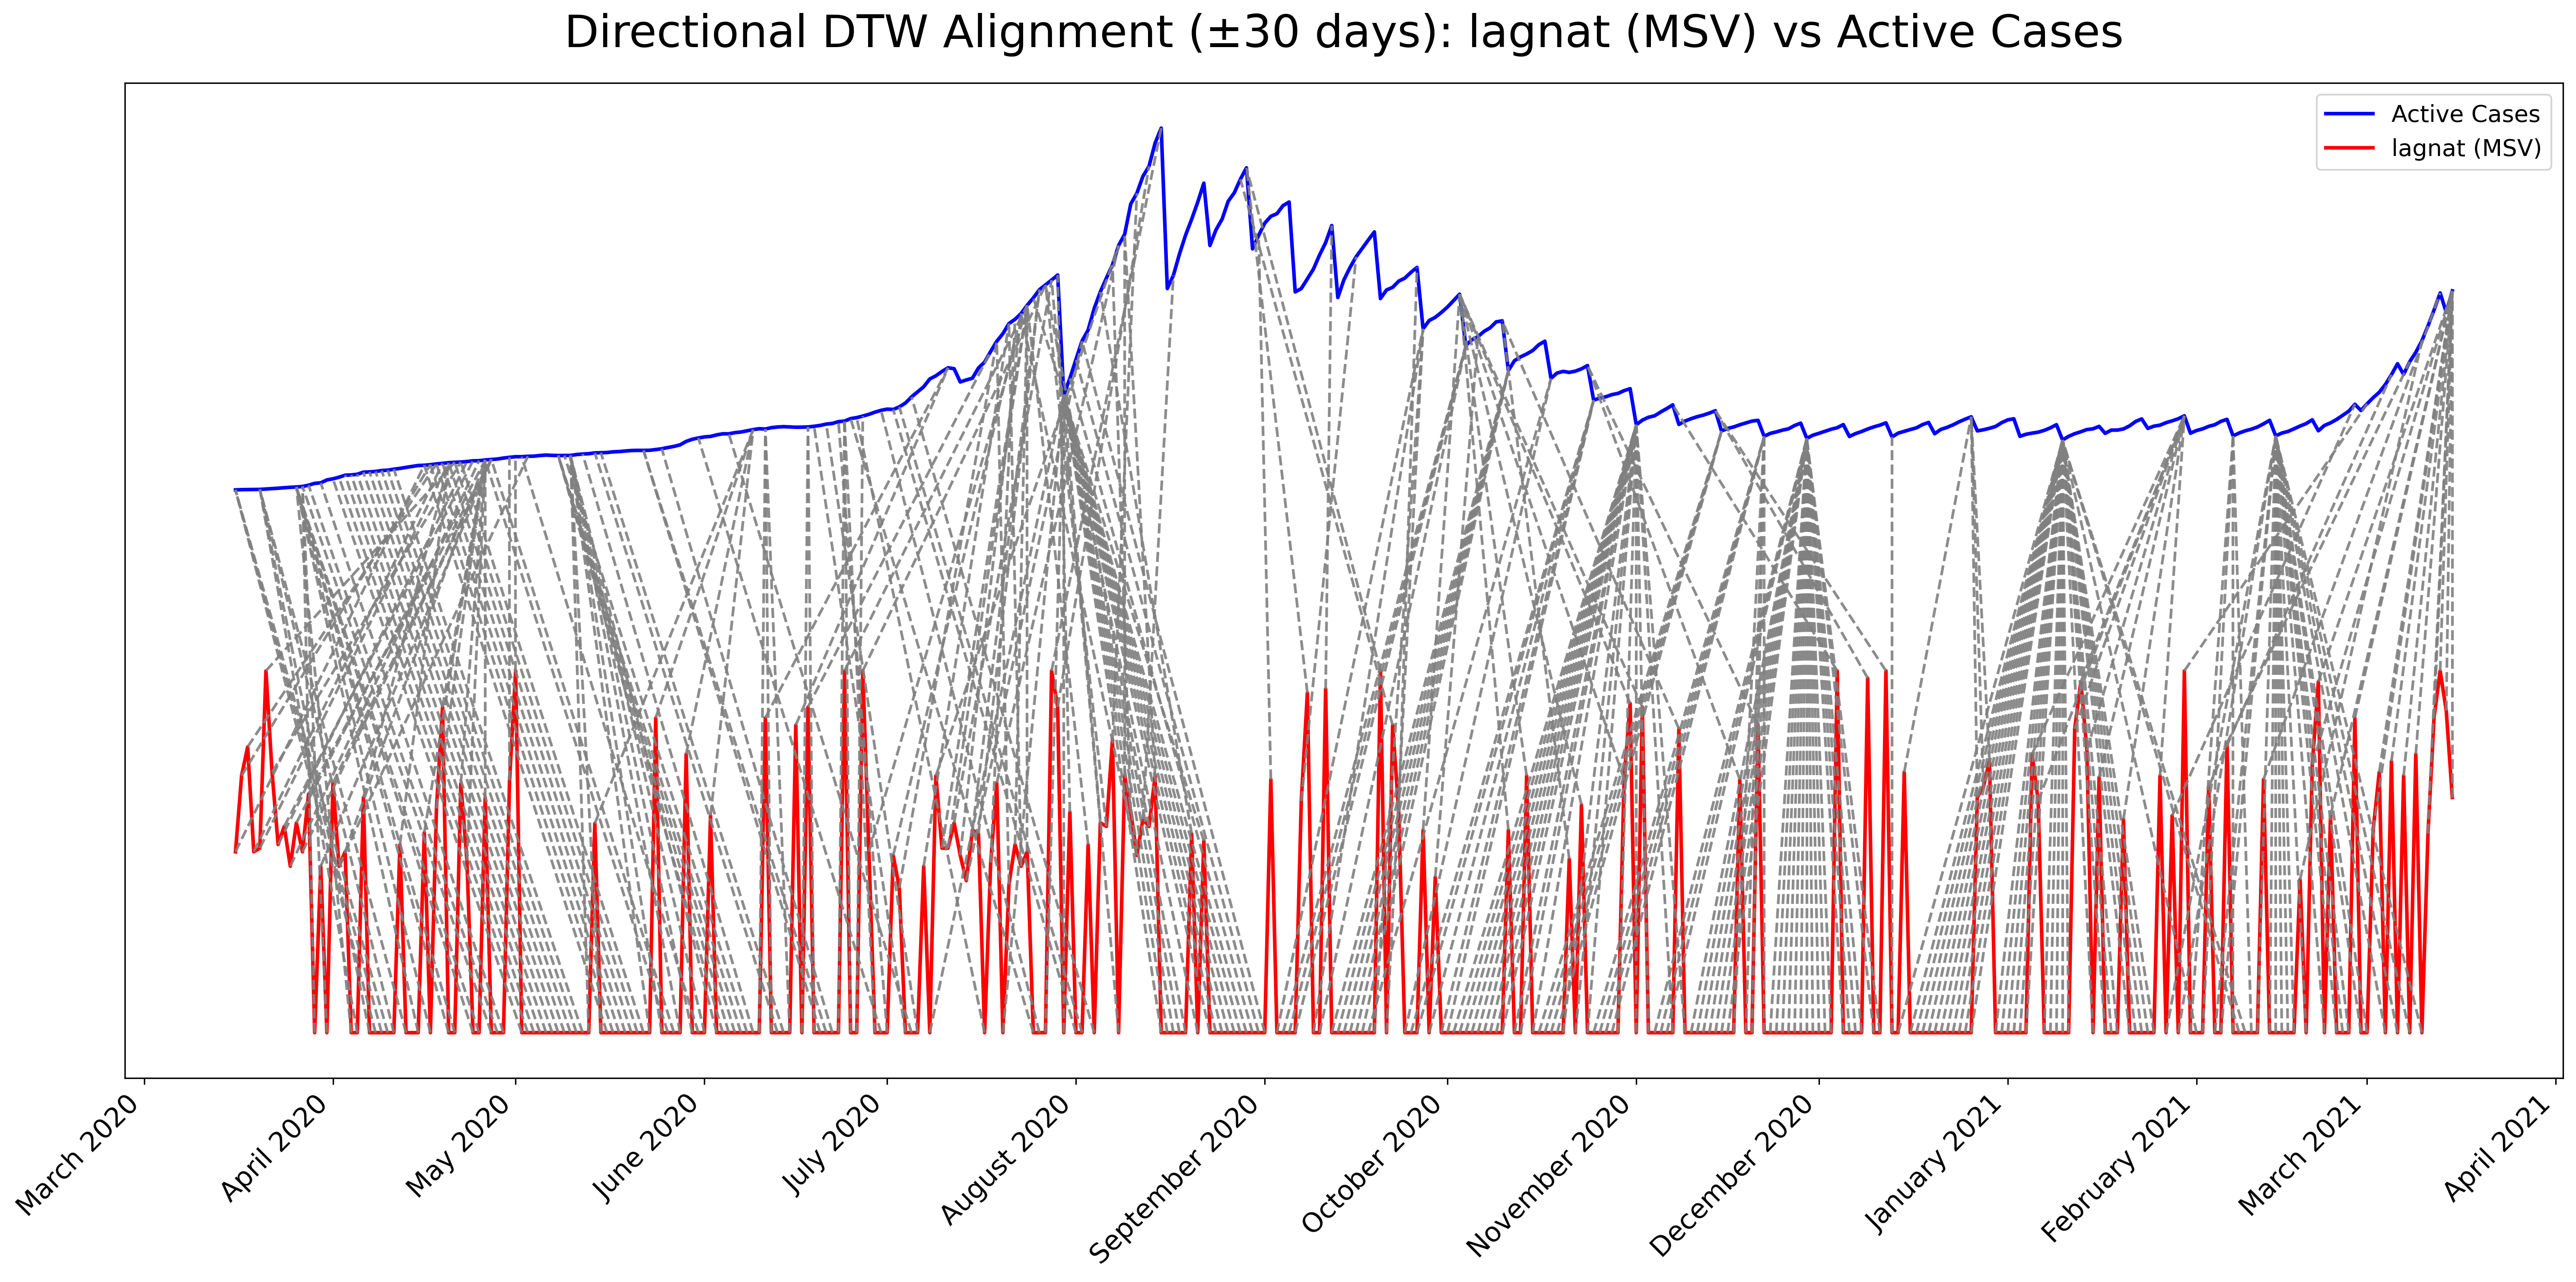 Directional DTW Alignment (±30 days): lagnat (MSV) vs Active Cases
Active Cases
lagnat (MSV)
March 2020
April 2020
May 2020
June 2020
July 2020
August 2020
September 2020
October 2020
November 2020
December 2020
January 2021
February 2021
March 2021
April 2021